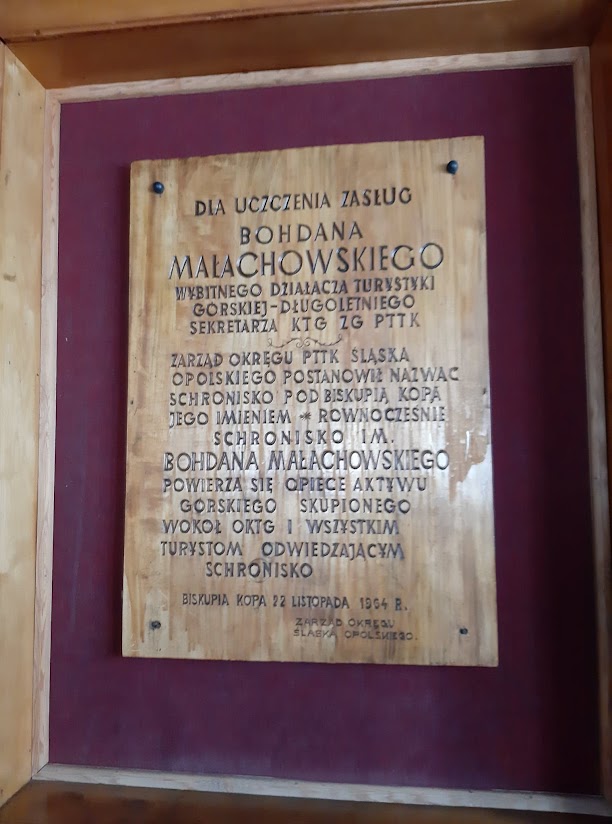 DLA UCZCZENIA ZASŁUG
BOHDANA
MAŁACHOWSKIEGO
WYBITNEGO DZIAŁACZA TURYSTYKI
GÓRSKIEJ-DŁUGOLETNIEGO
SEKRETARZA KTG ZG PTTK
ZARZĄD OKRĘGU PTTK ŚLĄSKA
OPOLSKIEGO POSTANOWIŁ NAZWAĆ
SCHRONISKO POD BISKUPIĄ KOPĄ
JEGO IMIENIEM * RÓWNOCZEŚNIE
SCHRONISKO IM.
BOHDANA MAŁACHOWSKIEGO
POWIERZA SIĘ OPIECE AKTYWU
GÓRSKIEGO SKUPIONEGO
WOKÓŁ OKTG I WSZYSTKIM
TURYSTOM ODWIEDZAJĄCYM
SCHRONISKO
BISKUPIA KOPA 22 LISTOPADA 1964 R.
ZARZĄD OKRĘGU
ŚLĄSKA OPOLSKIEGO.